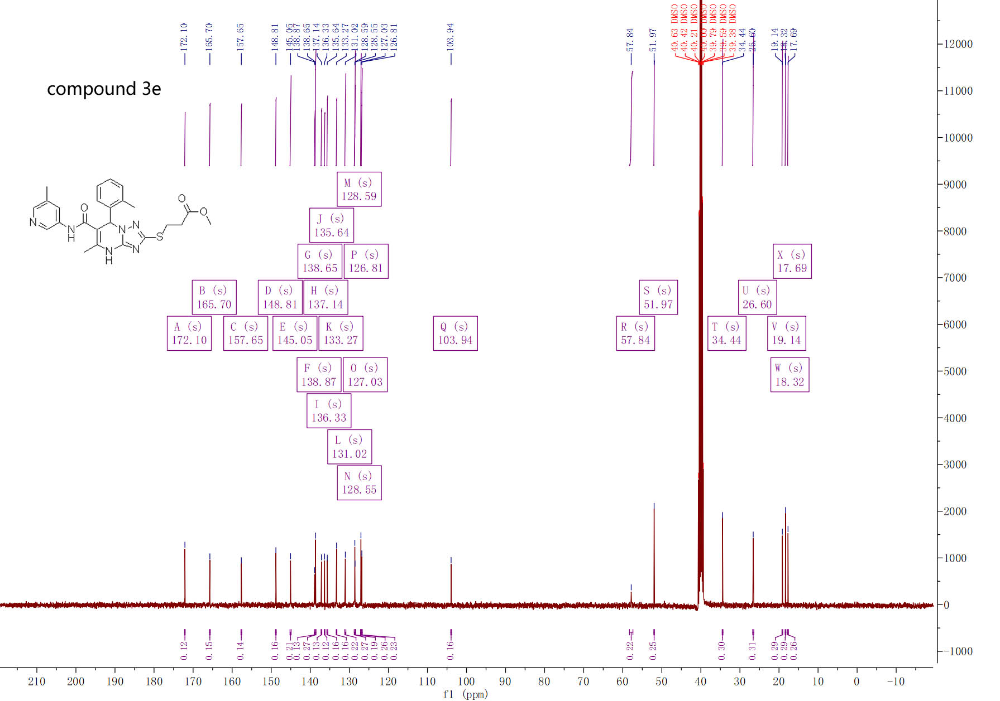 172.10
165.70
157.65
148.81
145.05
138.87
138.65
137.14
136.33
135.64
133.27
131.02
128.59
128.55
127.03
126.81
103.94
57.84
51.97
40.63 DMSO
40.42 DMSO
40.21 DMSO
40.00 DMSO
39.79 DMSO
39.59 DMSO
39.38 DMSO
34.44
26.60
19.14
18.32
17.69
compound 3e
N
N
H
O
N
H
N
N
N
S
O
O
M (s)
128.59
J (s)
135.64
G (s)
138.65
P (s)
126.81
X (s)
17.69
B (s)
165.70
D (s)
148.81
H (s)
137.14
S (s)
51.97
U (s)
26.60
A (s)
172.10
C (s)
157.65
E (s)
145.05
K (s)
133.27
Q (s)
103.94
R (s)
57.84
T (s)
34.44
V (s)
19.14
F (s)
138.87
O (s)
127.03
W (s)
18.32
I (s)
136.33
L (s)
131.02
N (s)
128.55
12000
11000
10000
9000
8000
7000
6000
5000
4000
3000
2000
1000
0
-1000
0.12
0.15
0.14
0.16
0.21
0.13
0.27
0.13
0.12
0.16
0.16
0.22
0.27
0.19
0.26
0.23
0.16
0.22
0.25
0.30
0.31
0.29
0.29
0.26
210 200 190 180 170 160 150 140 130 120 110 100 90 80 70 60 50 40 30 20 10 0 -10
f1 (ppm)